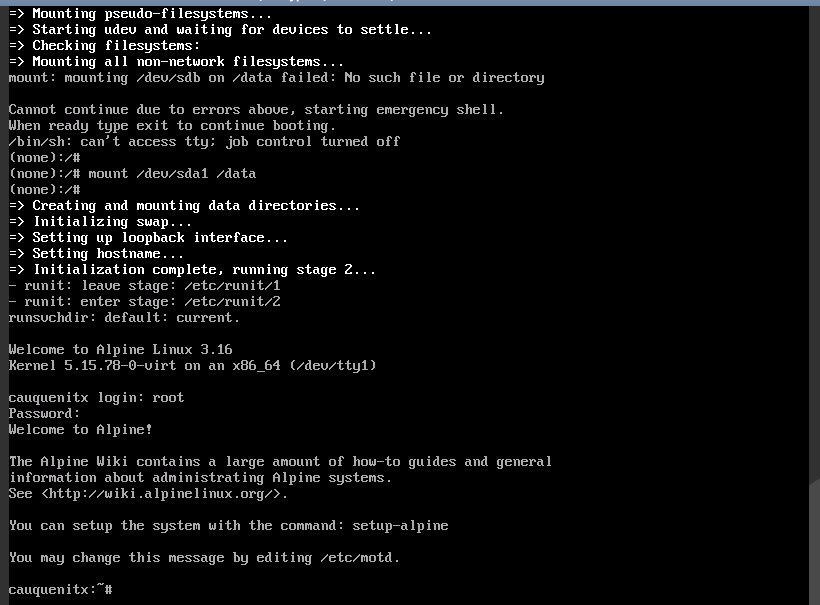 => Mounting pseudo-filesystems...
=> Starting udev and waiting for devices to settle...
=> Checking filesystems:
=> Mounting all non-network filesystems...
mount: mounting /dev/sdb on /data failed: No such file or directory
Cannot continue due to errors above, starting emergency shell.
When ready type exit to continue booting.
/bin/sh: can't access tty; job control turned off
(none):/#
(none):/# mount /dev/sda1 /data
(none):/#
=> Creating and mounting data directories...
=> Initializing swap...
=> Setting up loopback interface...
=> Setting hostname...
=> Initialization complete, running stage 2...
- runit: leave stage: /etc/runit/1
- runit: enter stage: /etc/runit/2
runsvchdir: default: current.
Welcome to Alpine Linux 3.16
Kernel 5.15.78-0-virt on an x86_64 (/dev/tty1)
cauquenitx login: root
Password:
Welcome to Alpine!
The Alpine Wiki contains a large amount of how-to guides and general
information about administrating Alpine systems.
See <http://wiki.alpinelinux.org/>.
You can setup the system with the command: setup-alpine
You may change this message by editing /etc/motd.
cauquenitx:~#